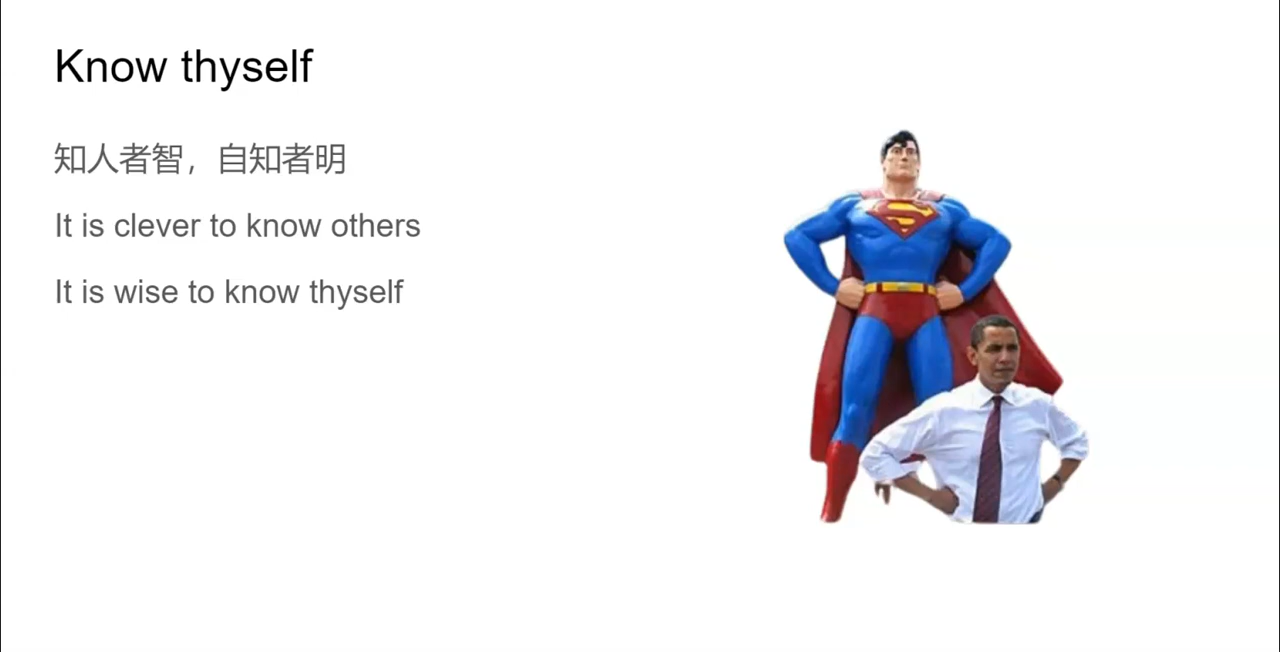 Know thyself
知人者智，自知者明
It is clever to know others
It is wise to know thyself